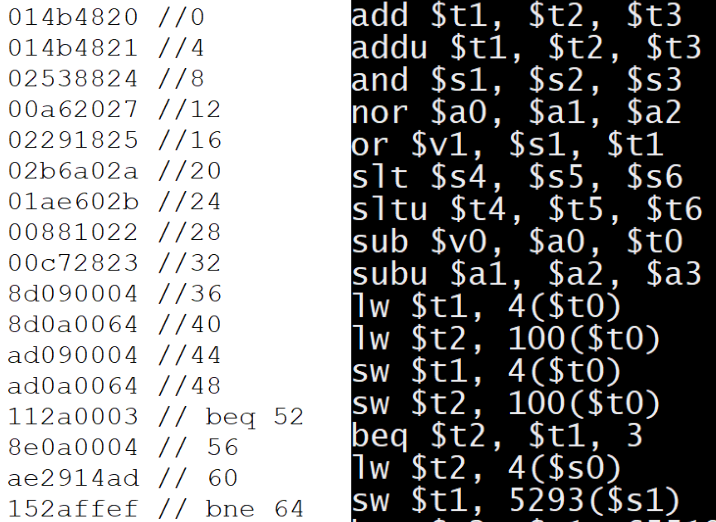 014b4820 //0
014b4821 //4
02538824 //8
00a62027 //12
02291825 //16
02b6a02a //20
01ae602b //24
00881022 //28
00c72823 //32
8d090004 //36
8d0a0064 //40
ad090004 //44
ad0a0064 //48
112a0003 // beq 52
8e0a0004 // 56
ae2914ad // 60
152affef // bne 64
add $t1, $t2, $t3
addu $t1, $t2, $t3
and $s1, $s2, $s3
nor $a0, $a1, $a2
or $v1, $s1, $t1
slt $s4, $s5, $s6
sltu $t4, $t5, $t6
sub $v0, $a0, $t0
subu $a1, $a2, $a3
lw $t1, 4($t0)
lw $t2, 100($t0)
sw $t1, 4($t0)
sw $t2, 100($t0)
beq $t2, $t1, 3
lw $t2, 4($s0)
sw $t1, 5293($s1)